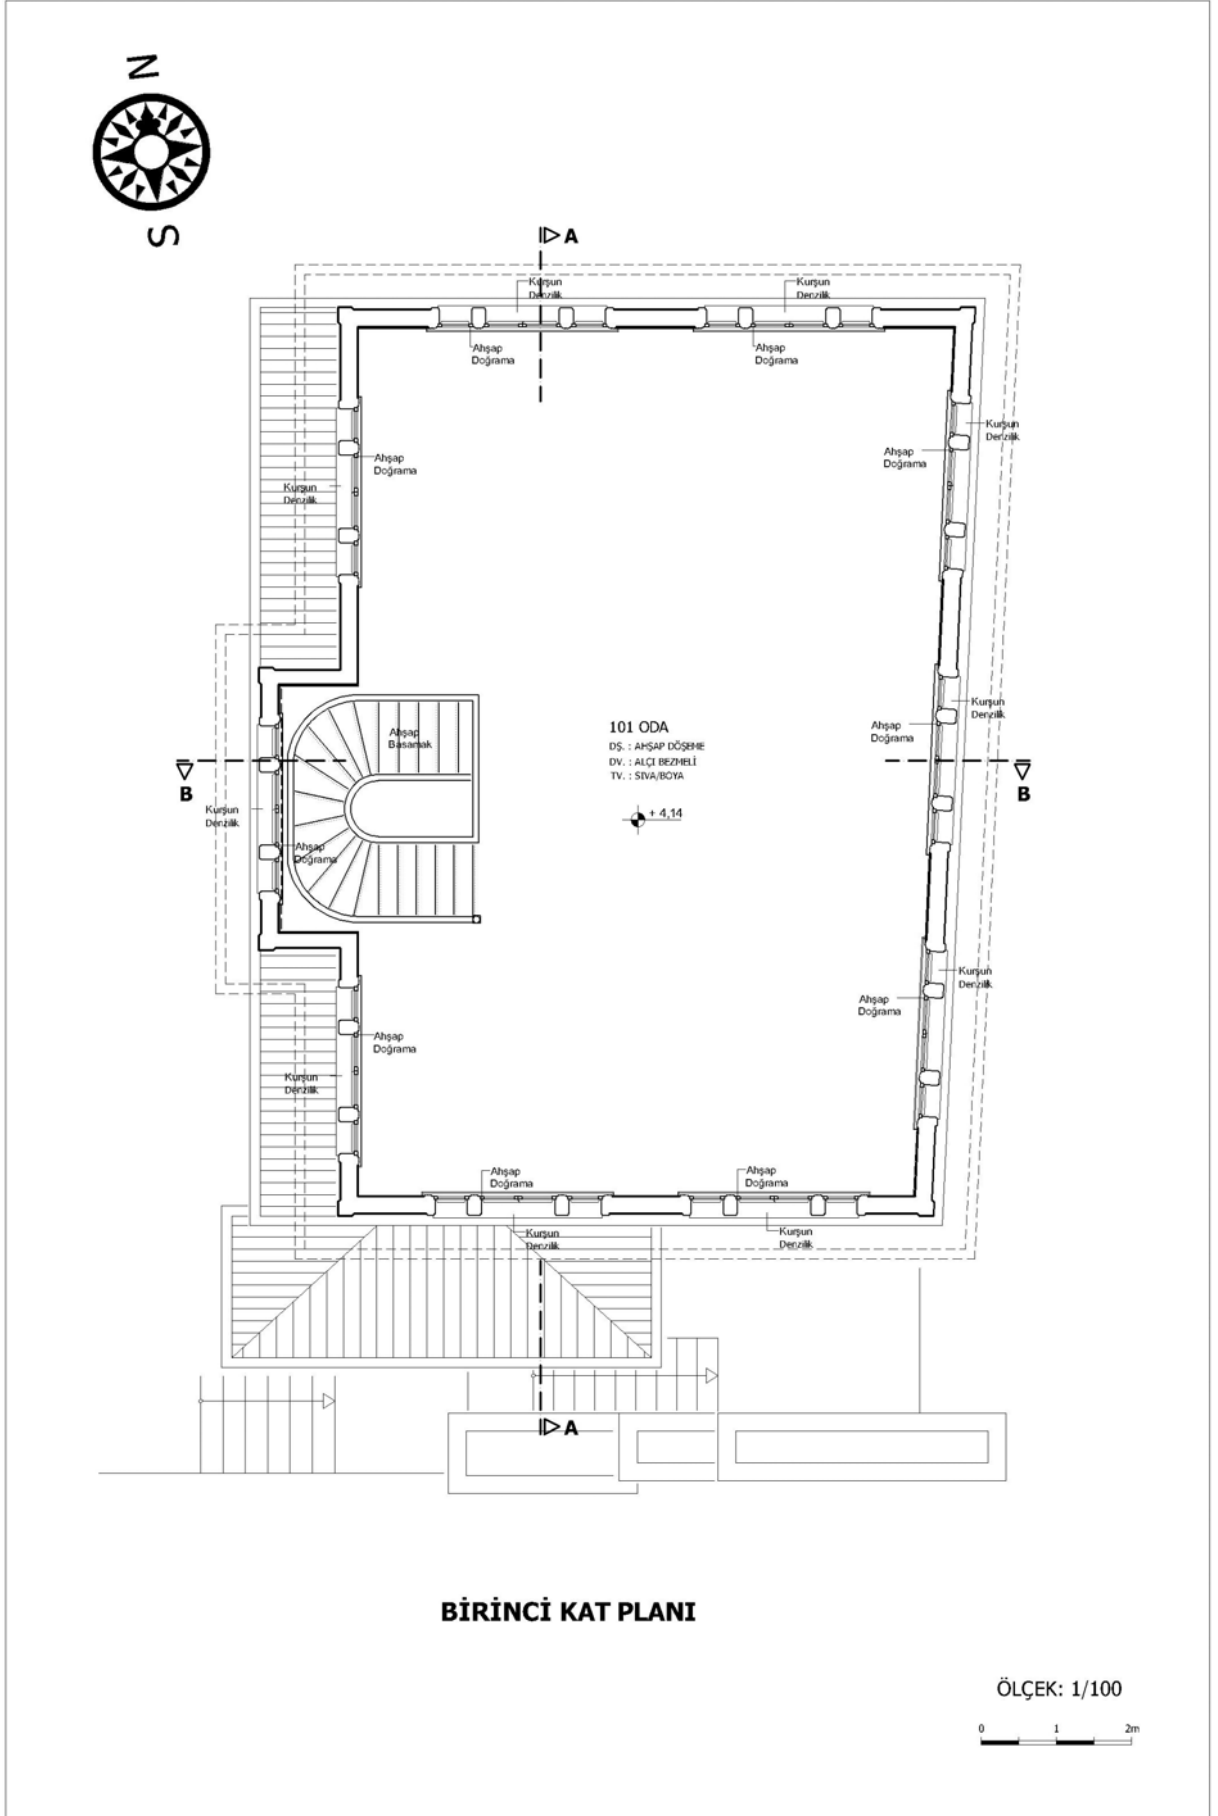 N
S
A
Kurşun
Denzilik
Kurşun
Denzilik
Ahşap
Doğrama
Ahşap
Doğrama
Kurşun
Denzilik
Ahşap
Doğrama
Ahşap
Doğrama
Kurşun
Denzilik
Kurşun
Denzilik
Ahşap
Basamak
101 ODA
DŞ. : AHŞAP DÖŞEME
DV. : ALÇI BEZMELİ
TV. : SIVA/BOYA
Ahşap
Doğrama
B
B
Kurşun
Denzilik
+ 4,14
Ahşap
Doğrama
Kurşun
Denzilik
Ahşap
Doğrama
Ahşap
Doğrama
Kurşun
Denzilik
Ahşap
Doğrama
Ahşap
Doğrama
Kurşun
Denzilik
Kurşun
Denzilik
A
BİRİNCİ KAT PLANI
ÖLÇEK: 1/100
0 1 2m